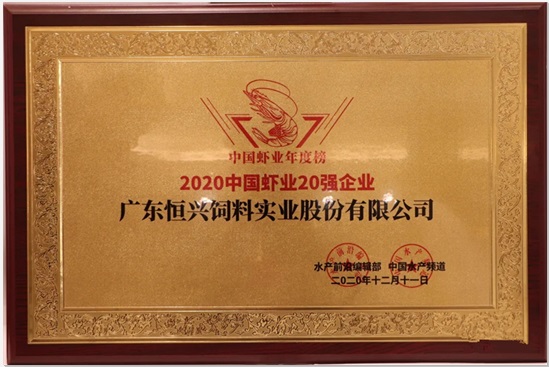 中国虾业年度榜
2020中国虾业20强企业
广东恒兴饲料实业股份有限公司
水产前沿编辑部 中国水产频道
二〇二〇年十二月十一日